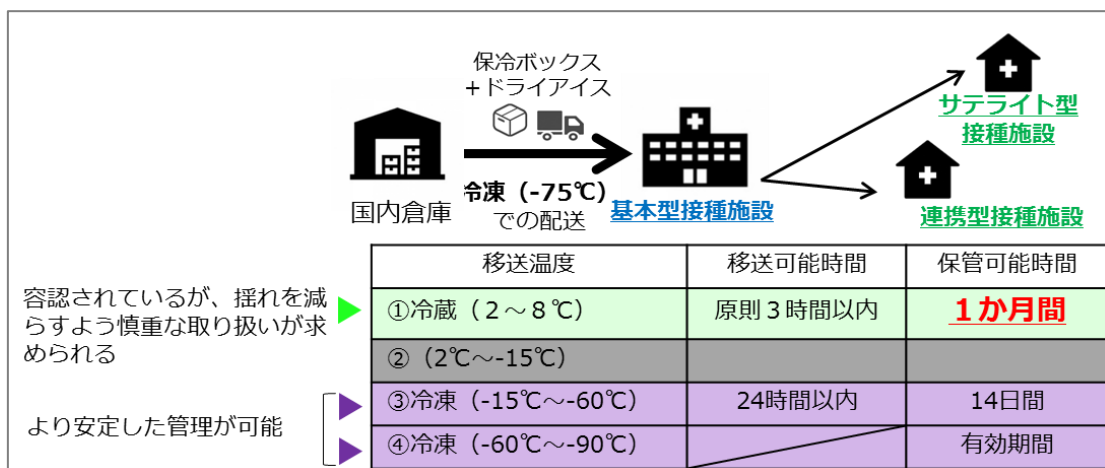 保冷ボックス
＋ドライアイス
サテライト型
接種施設
冷凍（-75℃）
での配送
国内倉庫
基本型接種施設
連携型接種施設
移送温度 移送可能時間 保管可能時間
容認されているが、揺れを減
らすよう慎重な取り扱いが求
められる
①冷蔵（２～８℃） 原則３時間以内 １か月間
②（2℃～-15℃）
より安定した管理が可能
③冷凍（-15℃～-60℃） 24時間以内 14日間
④冷凍（-60℃～-90℃） 有効期間